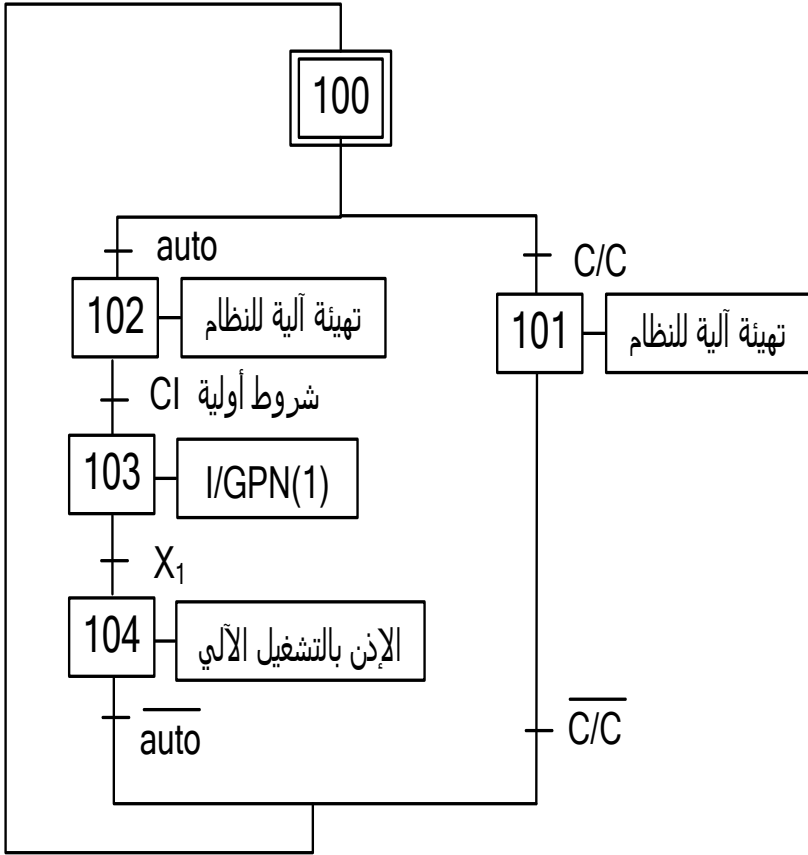 100
auto
C/C
102
تهيئة آلية للنظام
101
تهيئة آلية للنظام
شروط أولية CI
103
I/GPN(1)
X₁
104
الإذن بالتشغيل الآلي
a̅u̅t̅o̅
C̅/̅C̅